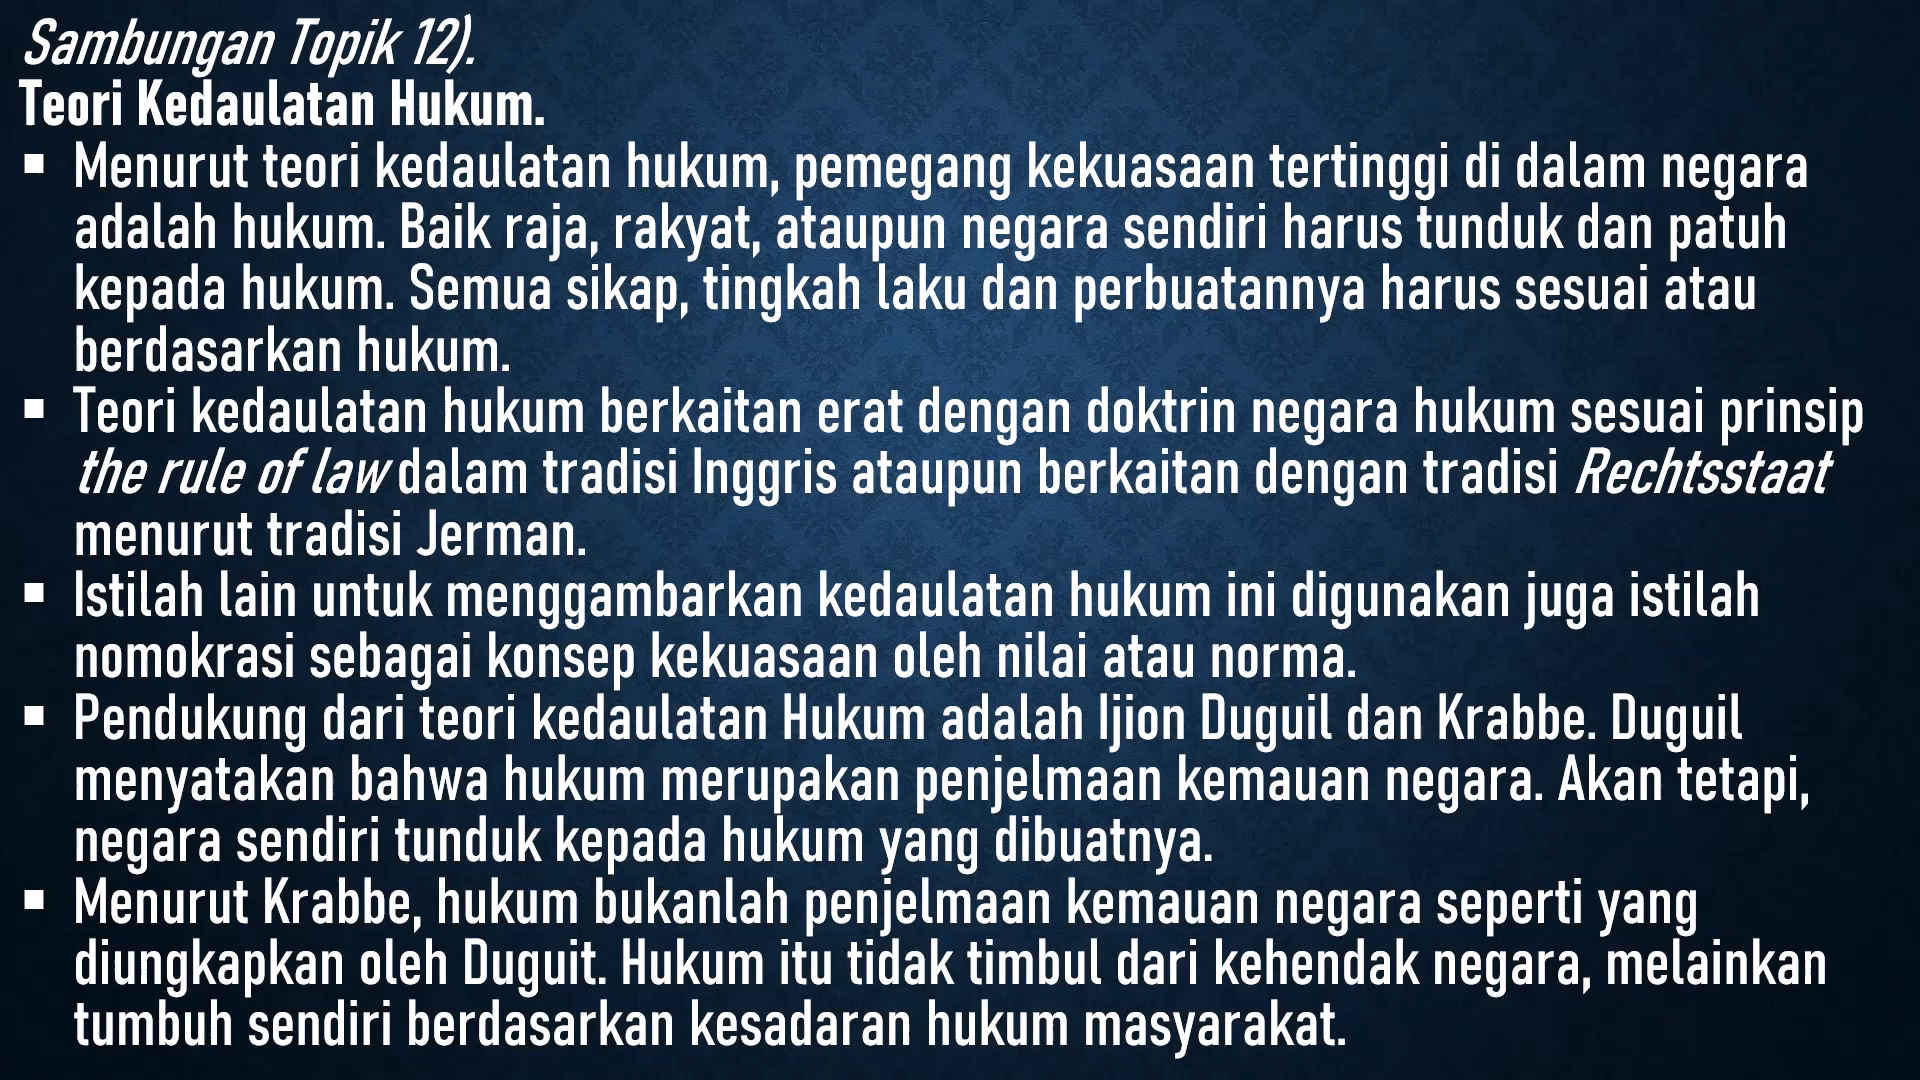 Sambungan Topik 12).
Teori Kedaulatan Hukum.
▪ Menurut teori kedaulatan hukum, pemegang kekuasaan tertinggi di dalam negara
adalah hukum. Baik raja, rakyat, ataupun negara sendiri harus tunduk dan patuh
kepada hukum. Semua sikap, tingkah laku dan perbuatannya harus sesuai atau
berdasarkan hukum.
▪ Teori kedaulatan hukum berkaitan erat dengan doktrin negara hukum sesuai prinsip
the rule of law dalam tradisi Inggris ataupun berkaitan dengan tradisi Rechtsstaat
menurut tradisi Jerman.
▪ Istilah lain untuk menggambarkan kedaulatan hukum ini digunakan juga istilah
nomokrasi sebagai konsep kekuasaan oleh nilai atau norma.
▪ Pendukung dari teori kedaulatan Hukum adalah Ijion Duguil dan Krabbe. Duguil
menyatakan bahwa hukum merupakan penjelmaan kemauan negara. Akan tetapi,
negara sendiri tunduk kepada hukum yang dibuatnya.
▪ Menurut Krabbe, hukum bukanlah penjelmaan kemauan negara seperti yang
diungkapkan oleh Duguit. Hukum itu tidak timbul dari kehendak negara, melainkan
tumbuh sendiri berdasarkan kesadaran hukum masyarakat.